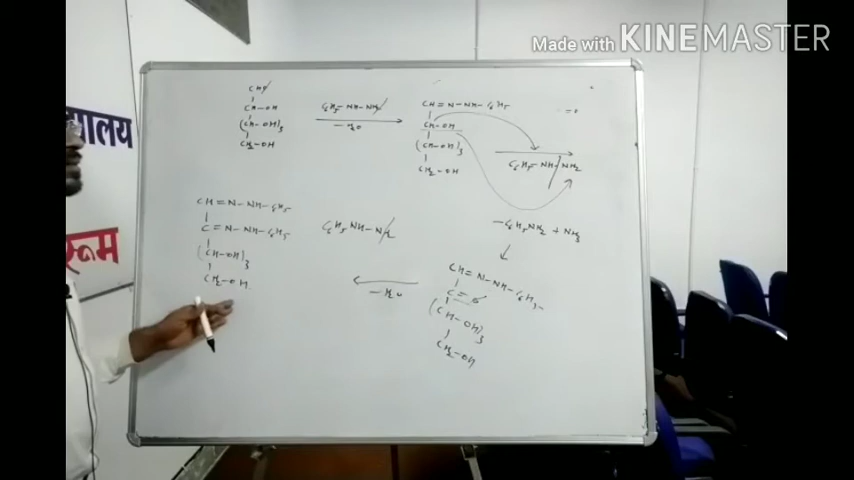 Made with KINEMASTER
ालय
रूम
CHO
CH-OH
(CH-OH)3
CH2-OH
C6H5-NH-NH2
-H2O
CH=N-NH-C6H5
CH-OH
(CH-OH)3
CH2-OH
=O
C6H5-NH-NH2
-C6H5NH2 + NH3
CH=N-NH-C6H5
C=O
(CH-OH)3
CH2-OH
C6H5NH-NH2
-H2O
CH=N-NH-C6H5
C=N-NH-C6H5
(CH-OH)3
CH2-OH